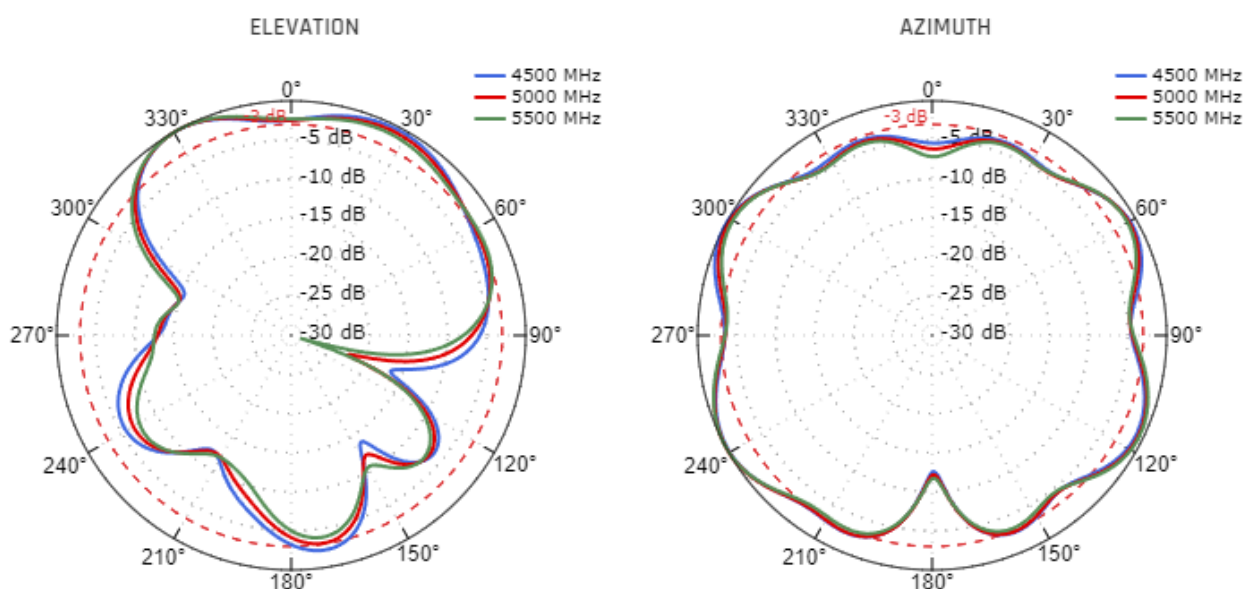 ELEVATION
4500 MHz
5000 MHz
5500 MHz
0°
30°
60°
90°
120°
150°
180°
210°
240°
270°
300°
330°
-3 dB
-5 dB
-10 dB
-15 dB
-20 dB
-25 dB
-30 dB
AZIMUTH
4500 MHz
5000 MHz
5500 MHz
0°
30°
60°
90°
120°
150°
180°
210°
240°
270°
300°
330°
-3 dB
-5 dB
-10 dB
-15 dB
-20 dB
-25 dB
-30 dB